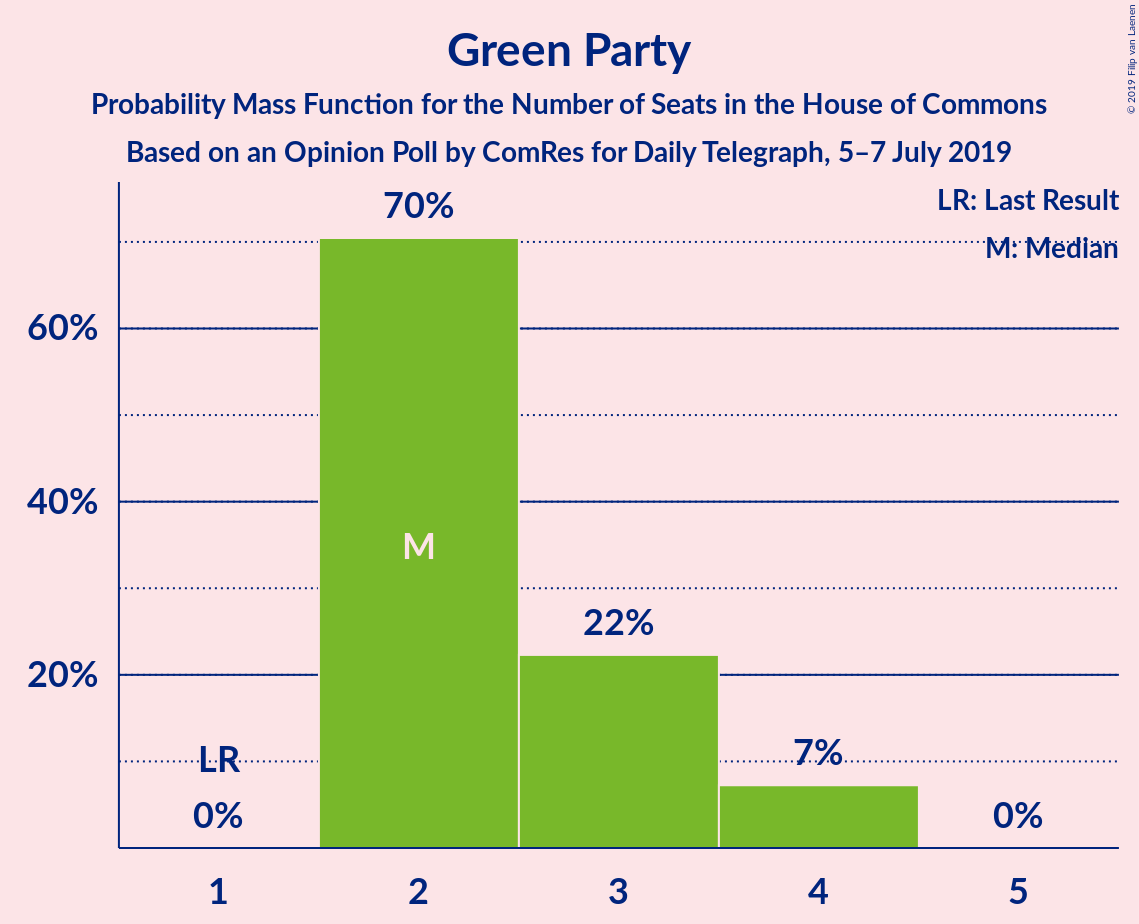 Green Party
Probability Mass Function for the Number of Seats in the House of Commons
Based on an Opinion Poll by ComRes for Daily Telegraph, 5–7 July 2019
© 2019 Filip van Laenen
LR: Last Result
M: Median
70%
60%
40%
M
22%
20%
LR
7%
0%
0%
1
2
3
4
5